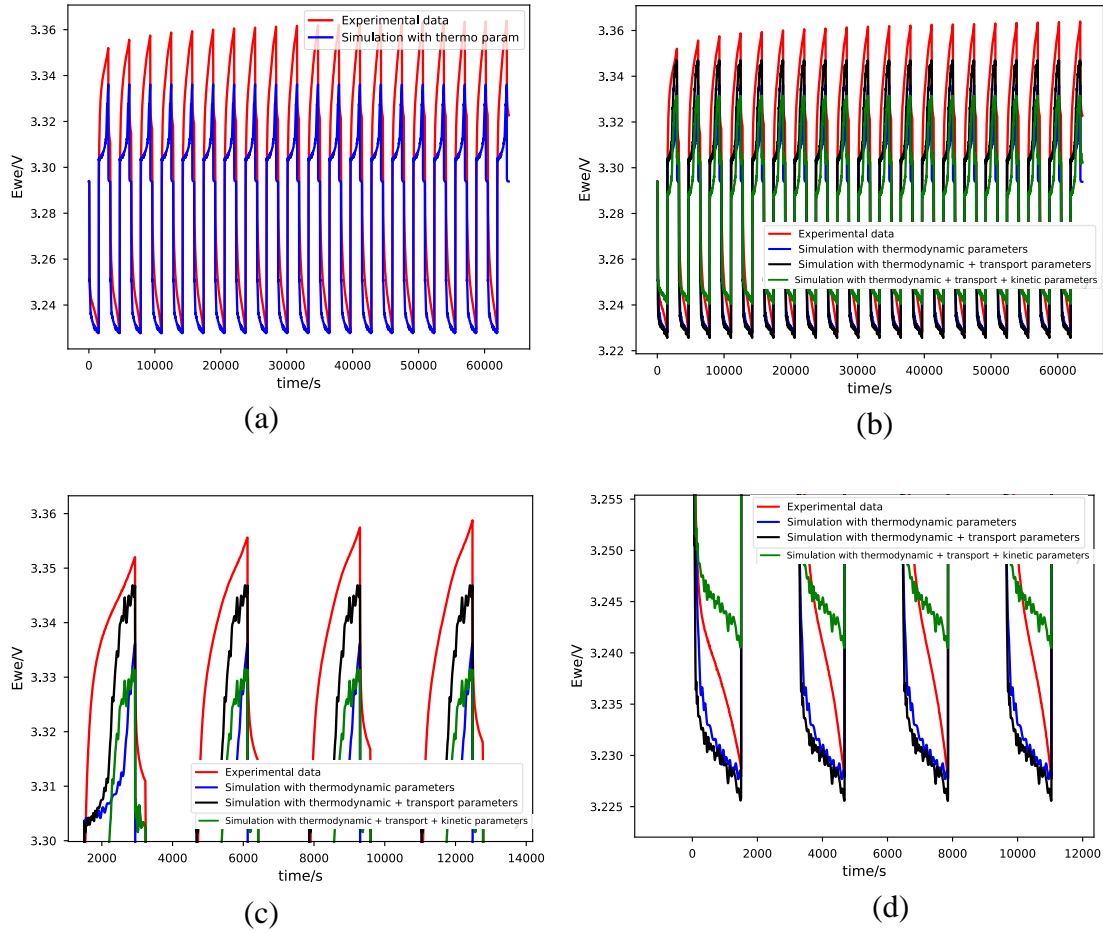 Experimental data
Simulation with thermo param
3.36
3.34
3.32
3.30
3.28
3.26
3.24
Ewe/V
0 10000 20000 30000 40000 50000 60000
time/s
(a)
3.36
3.34
3.32
3.30
3.28
3.26
3.24
3.22
Ewe/V
Experimental data
Simulation with thermodynamic parameters
Simulation with thermodynamic + transport parameters
Simulation with thermodynamic + transport + kinetic parameters
0 10000 20000 30000 40000 50000 60000
time/s
(b)
3.36
3.35
3.34
3.33
3.32
3.31
3.30
Ewe/V
Experimental data
Simulation with thermodynamic parameters
Simulation with thermodynamic + transport parameters
Simulation with thermodynamic + transport + kinetic parameters
2000 4000 6000 8000 10000 12000 14000
time/s
(c)
3.255
3.250
3.245
3.240
3.235
3.230
3.225
Ewe/V
Experimental data
Simulation with thermodynamic parameters
Simulation with thermodynamic + transport parameters
Simulation with thermodynamic + transport + kinetic parameters
0 2000 4000 6000 8000 10000 12000
time/s
(d)